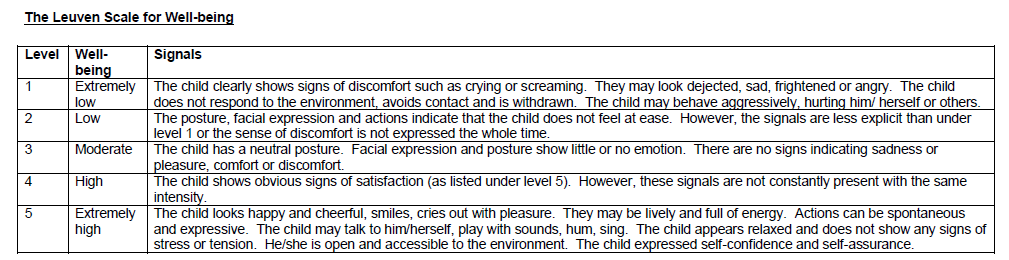 The Leuven Scale for Well-being
Level Well-being Signals
1 Extremely low The child clearly shows signs of discomfort such as crying or screaming. They may look dejected, sad, frightened or angry. The child
does not respond to the environment, avoids contact and is withdrawn. The child may behave aggressively, hurting him/ herself or others.
2 Low The posture, facial expression and actions indicate that the child does not feel at ease. However, the signals are less explicit than under
level 1 or the sense of discomfort is not expressed the whole time.
3 Moderate The child has a neutral posture. Facial expression and posture show little or no emotion. There are no signs indicating sadness or
pleasure, comfort or discomfort.
4 High The child shows obvious signs of satisfaction (as listed under level 5). However, these signals are not constantly present with the same
intensity.
5 Extremely high The child looks happy and cheerful, smiles, cries out with pleasure. They may be lively and full of energy. Actions can be spontaneous
and expressive. The child may talk to him/herself, play with sounds, hum, sing. The child appears relaxed and does not show any signs of
stress or tension. He/she is open and accessible to the environment. The child expressed self-confidence and self-assurance.